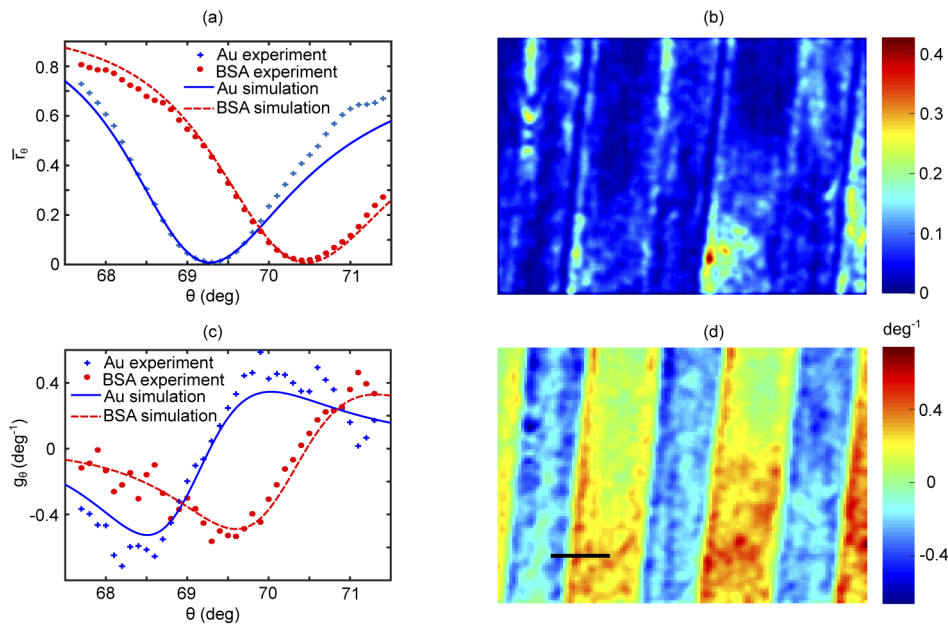 (a)
Au experiment
BSA experiment
Au simulation
BSA simulation
0.8
0.6
0.4
0.2
0
r̅θ
68 69 70 71
θ (deg)
(b)
0.4
0.3
0.2
0.1
0
(c)
Au experiment
BSA experiment
Au simulation
BSA simulation
0.4
0
-0.4
gθ (deg-1)
68 69 70 71
θ (deg)
(d)
deg-1
0.4
0
-0.4